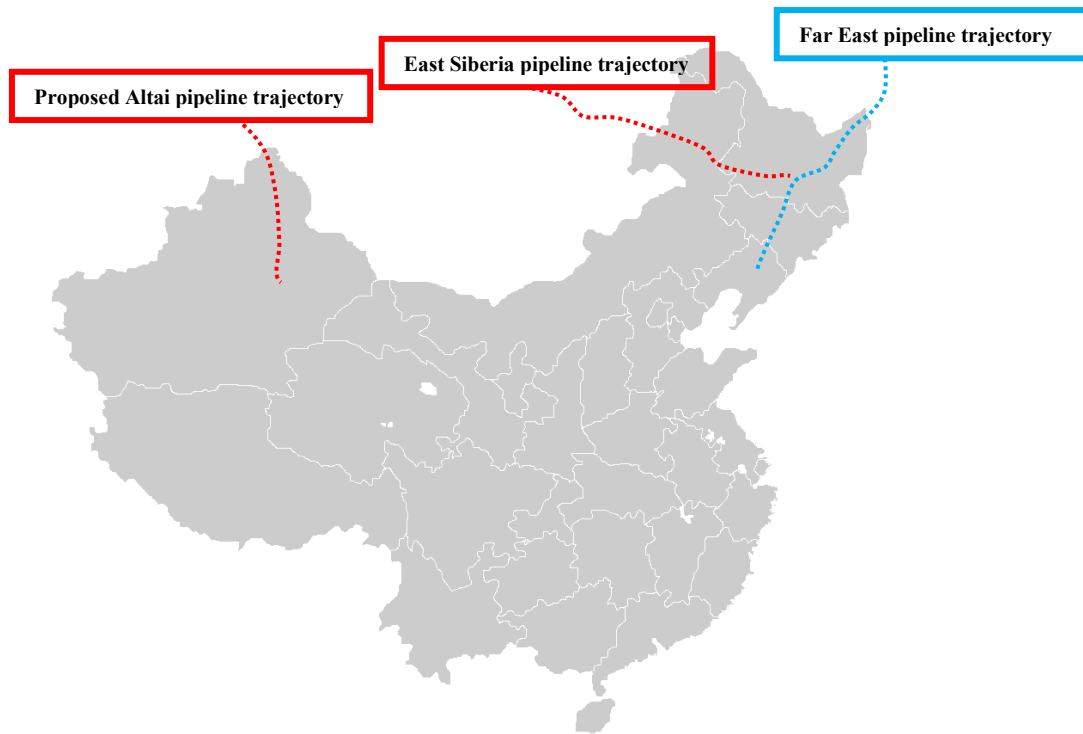 Far East pipeline trajectory
East Siberia pipeline trajectory
Proposed Altai pipeline trajectory